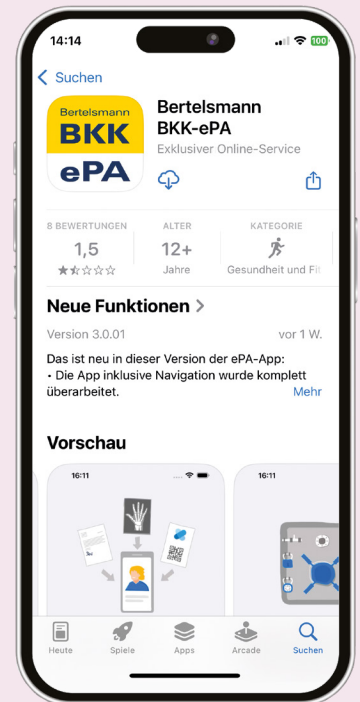 14:14
100
Suchen
Bertelsmann
BKK
ePA
Bertelsmann
BKK-ePA
Exklusiver Online-Service
8 BEWERTUNGEN
ALTER
KATEGORIE
1,5
12+
Jahre
Gesundheit und Fit
Neue Funktionen >
Version 3.0.01
vor 1 W.
Das ist neu in dieser Version der ePA-App:
• Die App inklusive Navigation wurde komplett
überarbeitet.
Mehr
Vorschau
16:11
16:11
Heute
Spiele
Apps
Arcade
Suchen